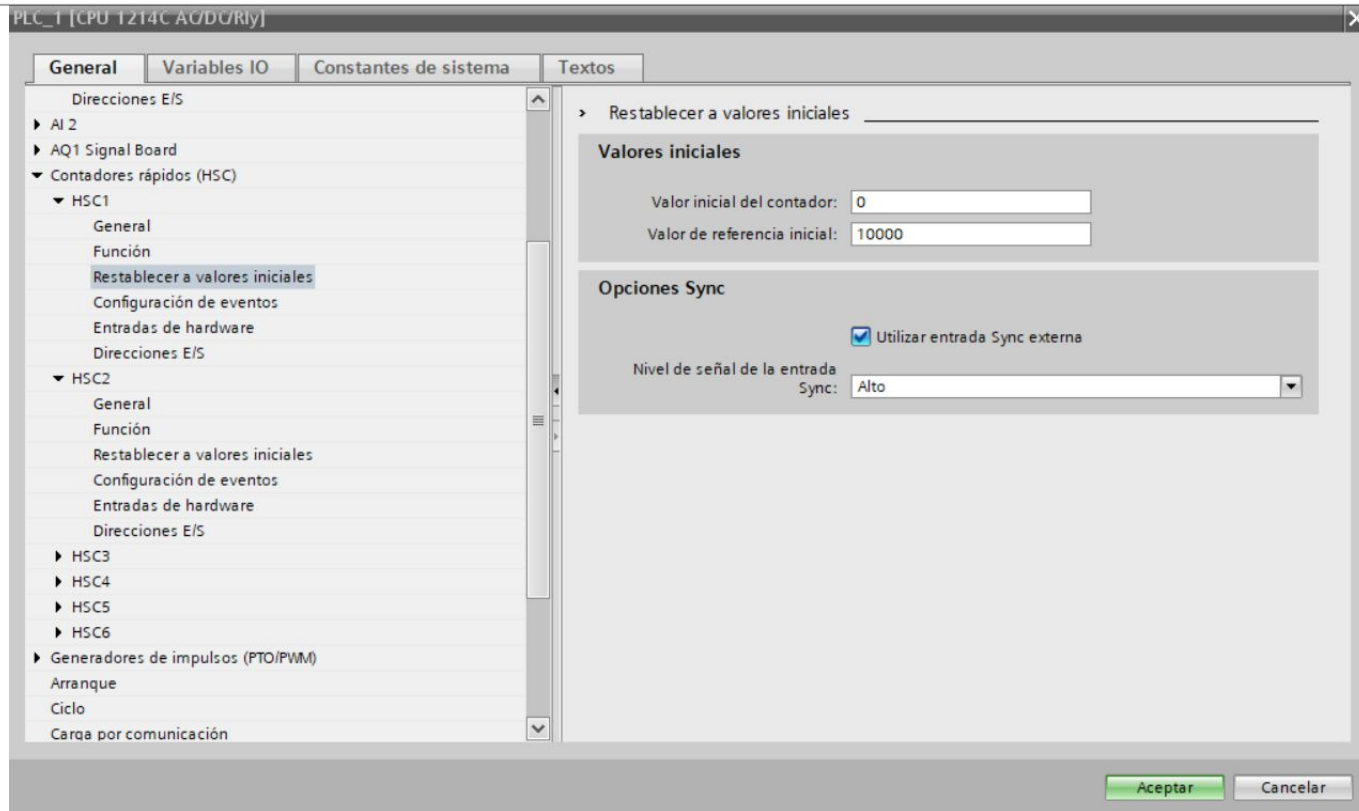 PLC_1 [CPU 1214C AC/DC/Rly]
General
Variables IO
Constantes de sistema
Textos
Direcciones E/S
AI 2
AQ1 Signal Board
Contadores rápidos (HSC)
HSC1
General
Función
Restablecer a valores iniciales
Configuración de eventos
Entradas de hardware
Direcciones E/S
HSC2
General
Función
Restablecer a valores iniciales
Configuración de eventos
Entradas de hardware
Direcciones E/S
HSC3
HSC4
HSC5
HSC6
Generadores de impulsos (PTO/PWM)
Arranque
Ciclo
Carga por comunicación
Restablecer a valores iniciales
Valores iniciales
Valor inicial del contador: 0
Valor de referencia inicial: 10000
Opciones Sync
Utilizar entrada Sync externa
Nivel de señal de la entrada
Sync: Alto
Aceptar
Cancelar